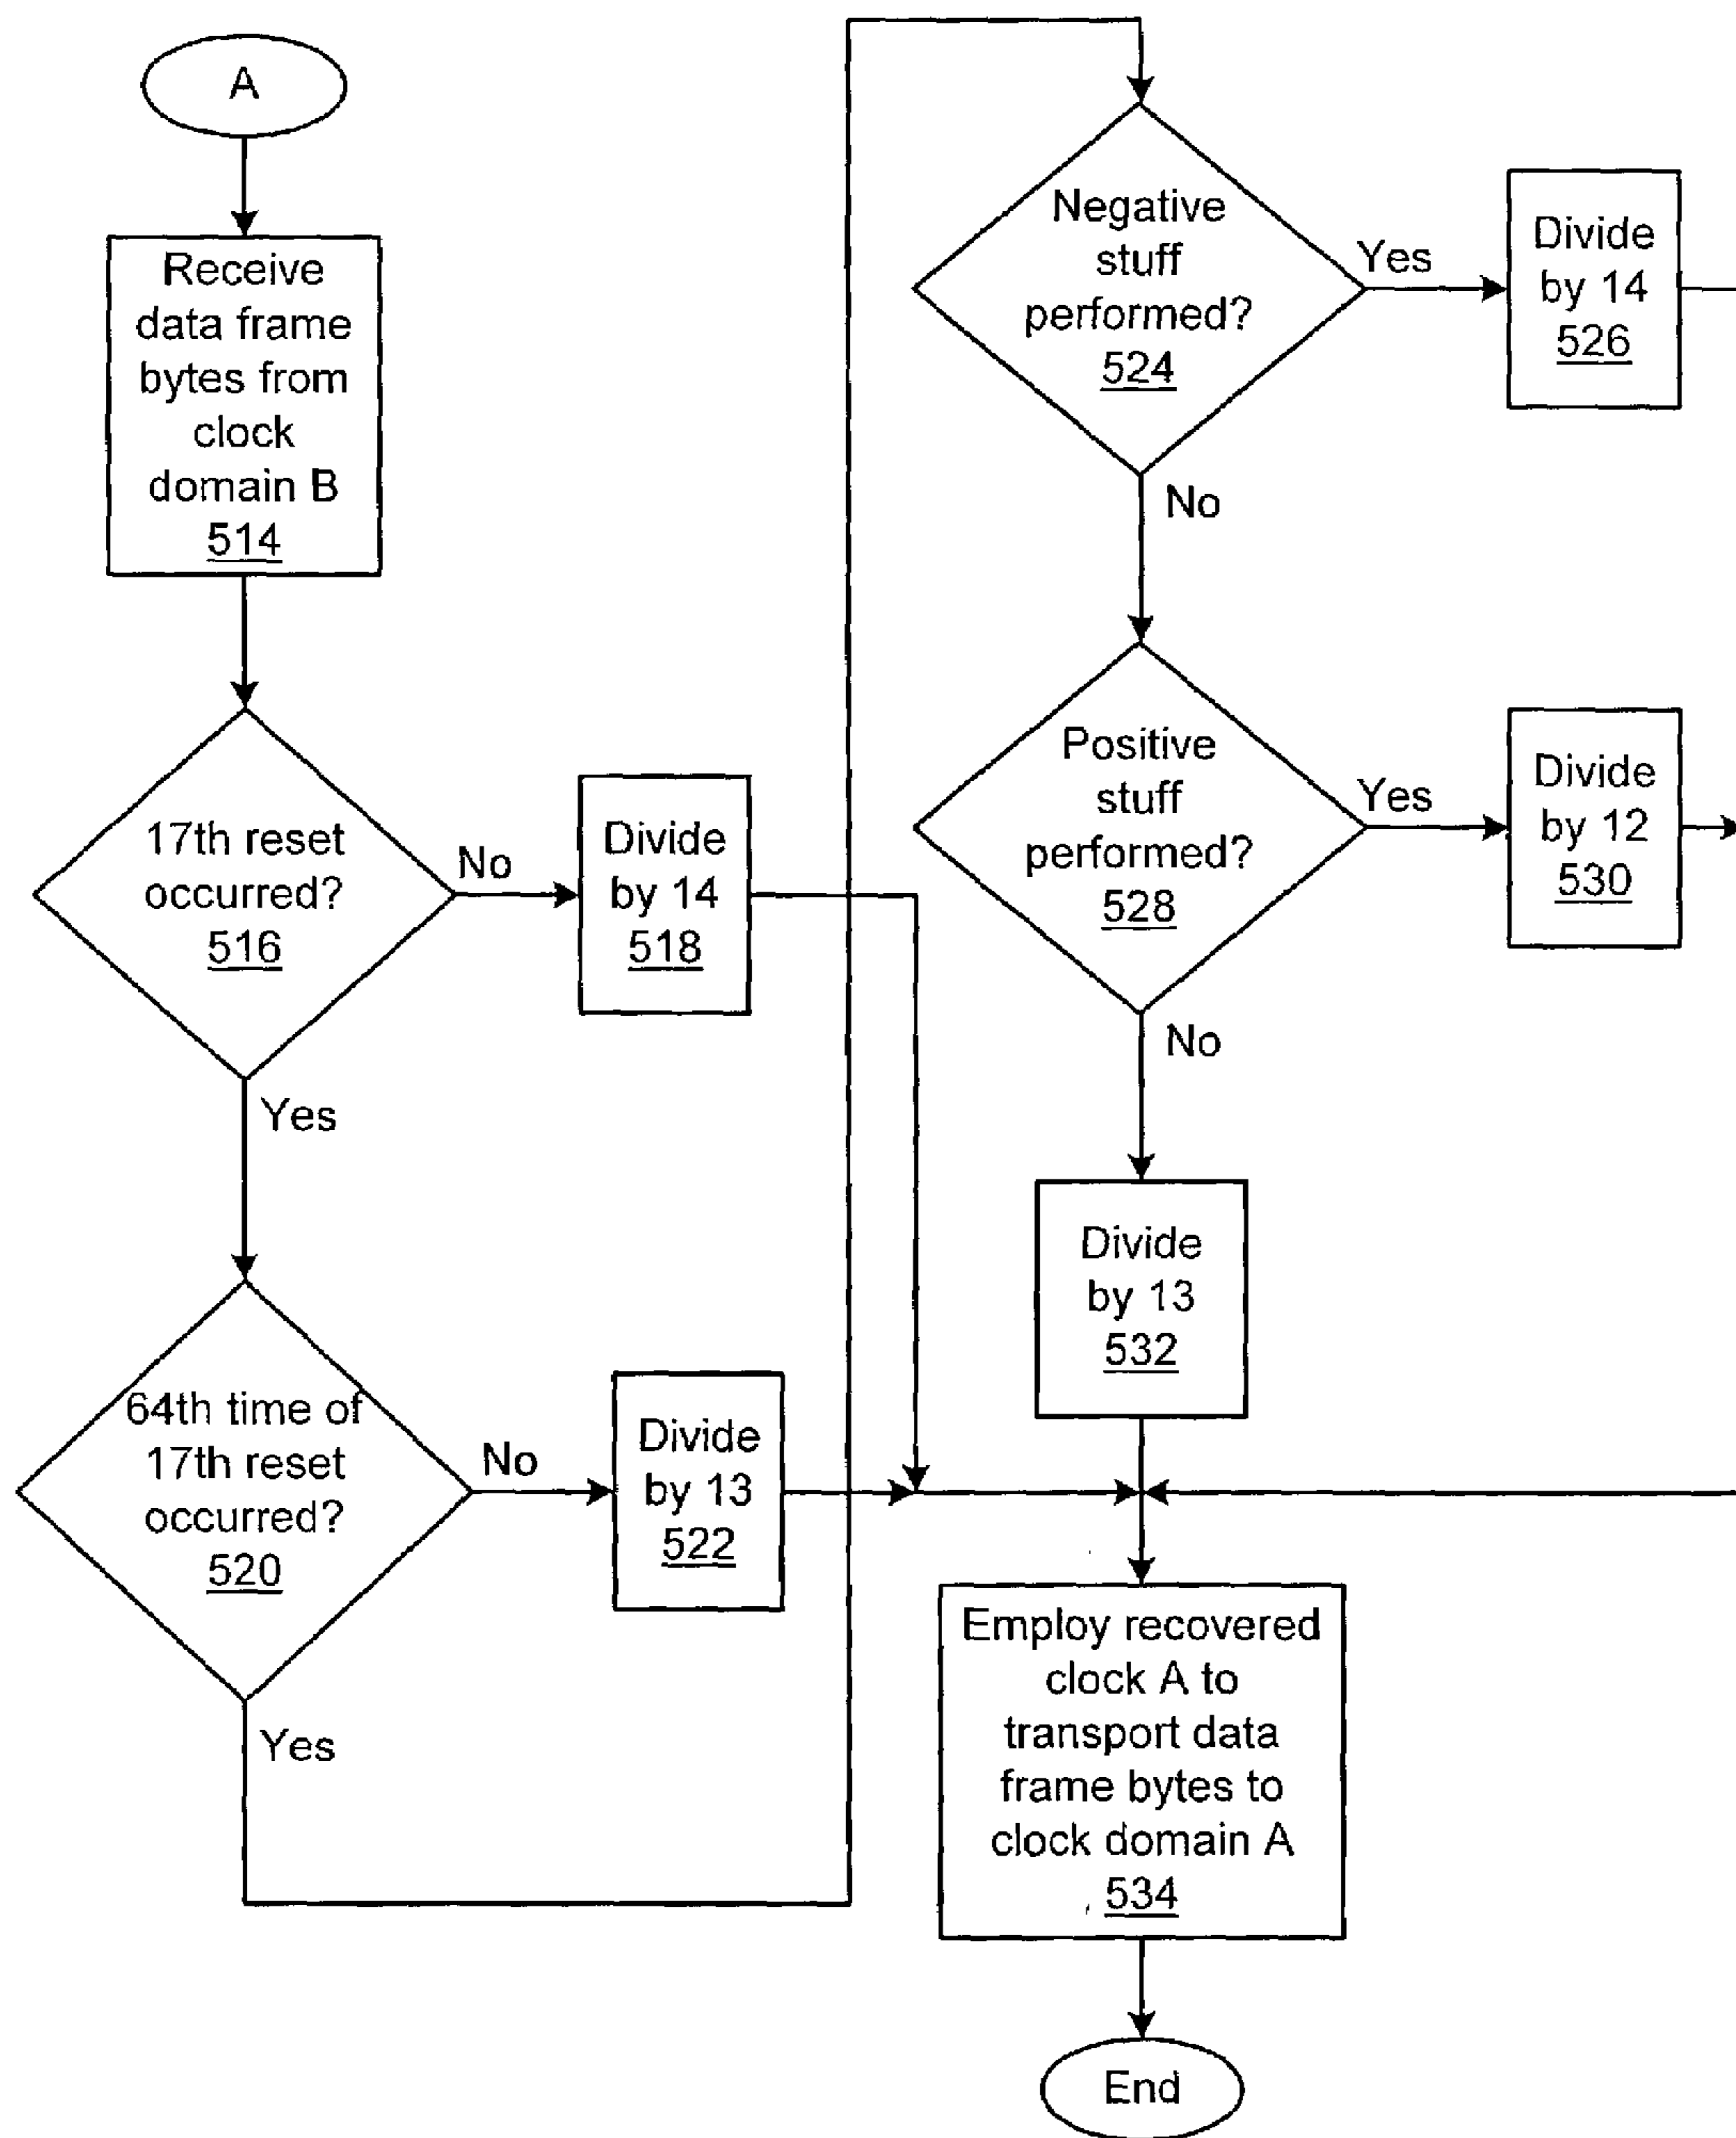 A
Receive
data frame
bytes from
clock
domain B
514
17th reset
occurred?
516
No
Divide
by 14
518
Yes
64th time of
17th reset
occurred?
520
No
Divide
by 13
522
Yes
Negative
stuff
performed?
524
Yes
Divide
by 14
526
No
Positive
stuff
performed?
528
Yes
Divide
by 12
530
No
Divide
by 13
532
Employ recovered
clock A to
transport data
frame bytes to
clock domain A
534
End